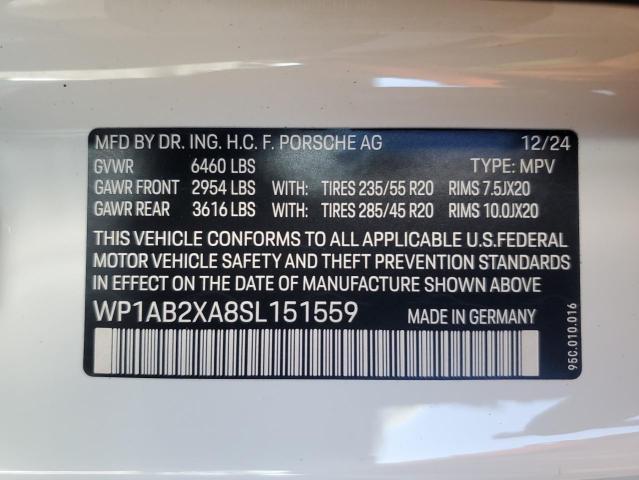 MFD BY DR. ING. H.C. F. PORSCHE AG 12/24
GVWR 6460 LBS TYPE: MPV
GAWR FRONT 2954 LBS WITH: TIRES 235/55 R20 RIMS 7.5JX20
GAWR REAR 3616 LBS WITH: TIRES 285/45 R20 RIMS 10.0JX20
THIS VEHICLE CONFORMS TO ALL APPLICABLE U.S.FEDERAL
MOTOR VEHICLE SAFETY AND THEFT PREVENTION STANDARDS
IN EFFECT ON THE DATE OF MANUFACTURE SHOWN ABOVE
WP1AB2XA8SL151559 MADE IN GERMANY
95C.010.016